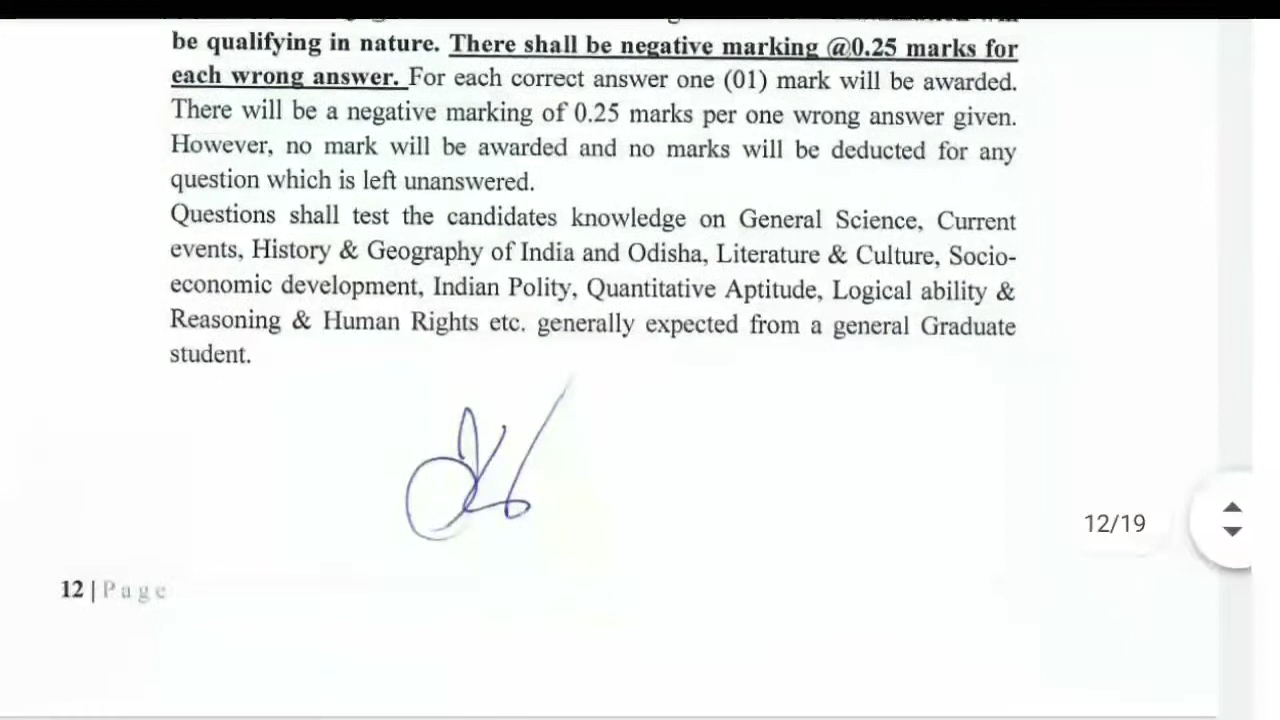 be qualifying in nature. There shall be negative marking @0.25 marks for
each wrong answer. For each correct answer one (01) mark will be awarded.
There will be a negative marking of 0.25 marks per one wrong answer given.
However, no mark will be awarded and no marks will be deducted for any
question which is left unanswered.
Questions shall test the candidates knowledge on General Science, Current
events, History & Geography of India and Odisha, Literature & Culture, Socio-
economic development, Indian Polity, Quantitative Aptitude, Logical ability &
Reasoning & Human Rights etc. generally expected from a general Graduate
student.
12/19
12 | Page